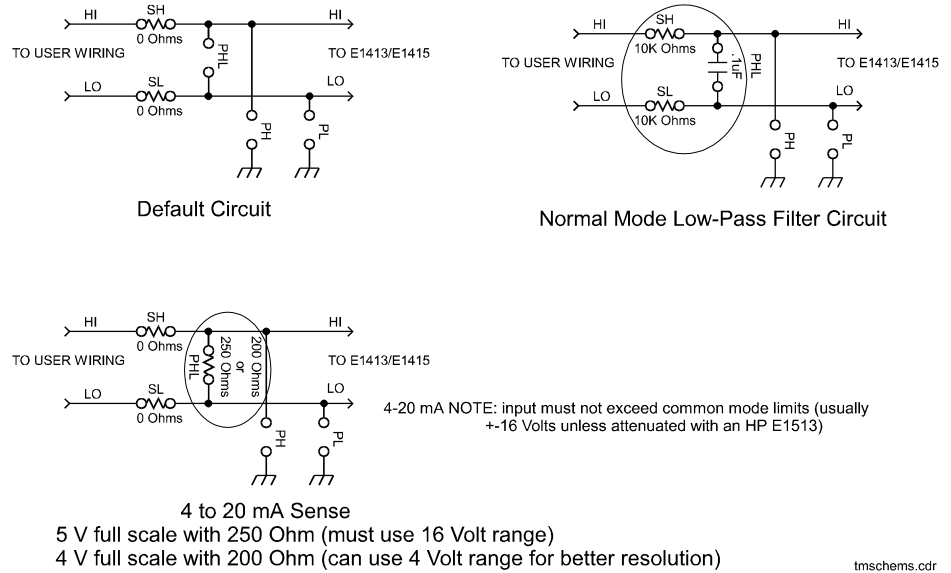 HI SH HI
0 Ohms
TO USER WIRING PHL TO E1413/E1415
LO SL LO
0 Ohms
PH PL
Default Circuit
HI SH HI
10K Ohms
TO USER WIRING .1uF PHL TO E1413/E1415
LO SL LO
10K Ohms
PH PL
Normal Mode Low-Pass Filter Circuit
HI SH HI
0 Ohms
TO USER WIRING PHL 250 Ohms or 200 Ohms TO E1413/E1415
LO SL LO
0 Ohms
PH PL
4-20 mA NOTE: input must not exceed common mode limits (usually
+-16 Volts unless attenuated with an HP E1513)
4 to 20 mA Sense
5 V full scale with 250 Ohm (must use 16 Volt range)
4 V full scale with 200 Ohm (can use 4 Volt range for better resolution)
tmschems.cdr